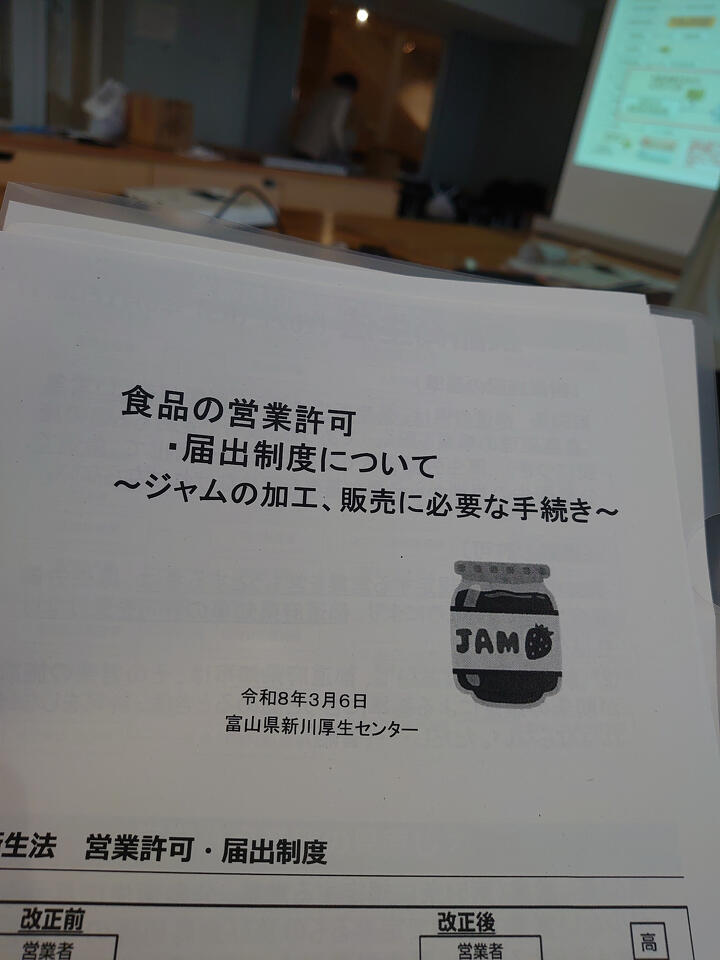 食品の営業許可
・届出制度について
～ジャムの加工、販売に必要な手続き～
JAM
令和8年3月6日
富山県新川厚生センター
生法 営業許可・届出制度
改正前
改正後
営業者
営業者
高